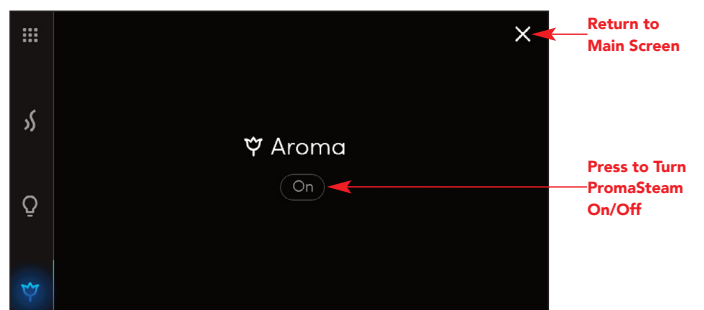 Return to
Main Screen
Aroma
On
Press to Turn
PromaSteam
On/Off